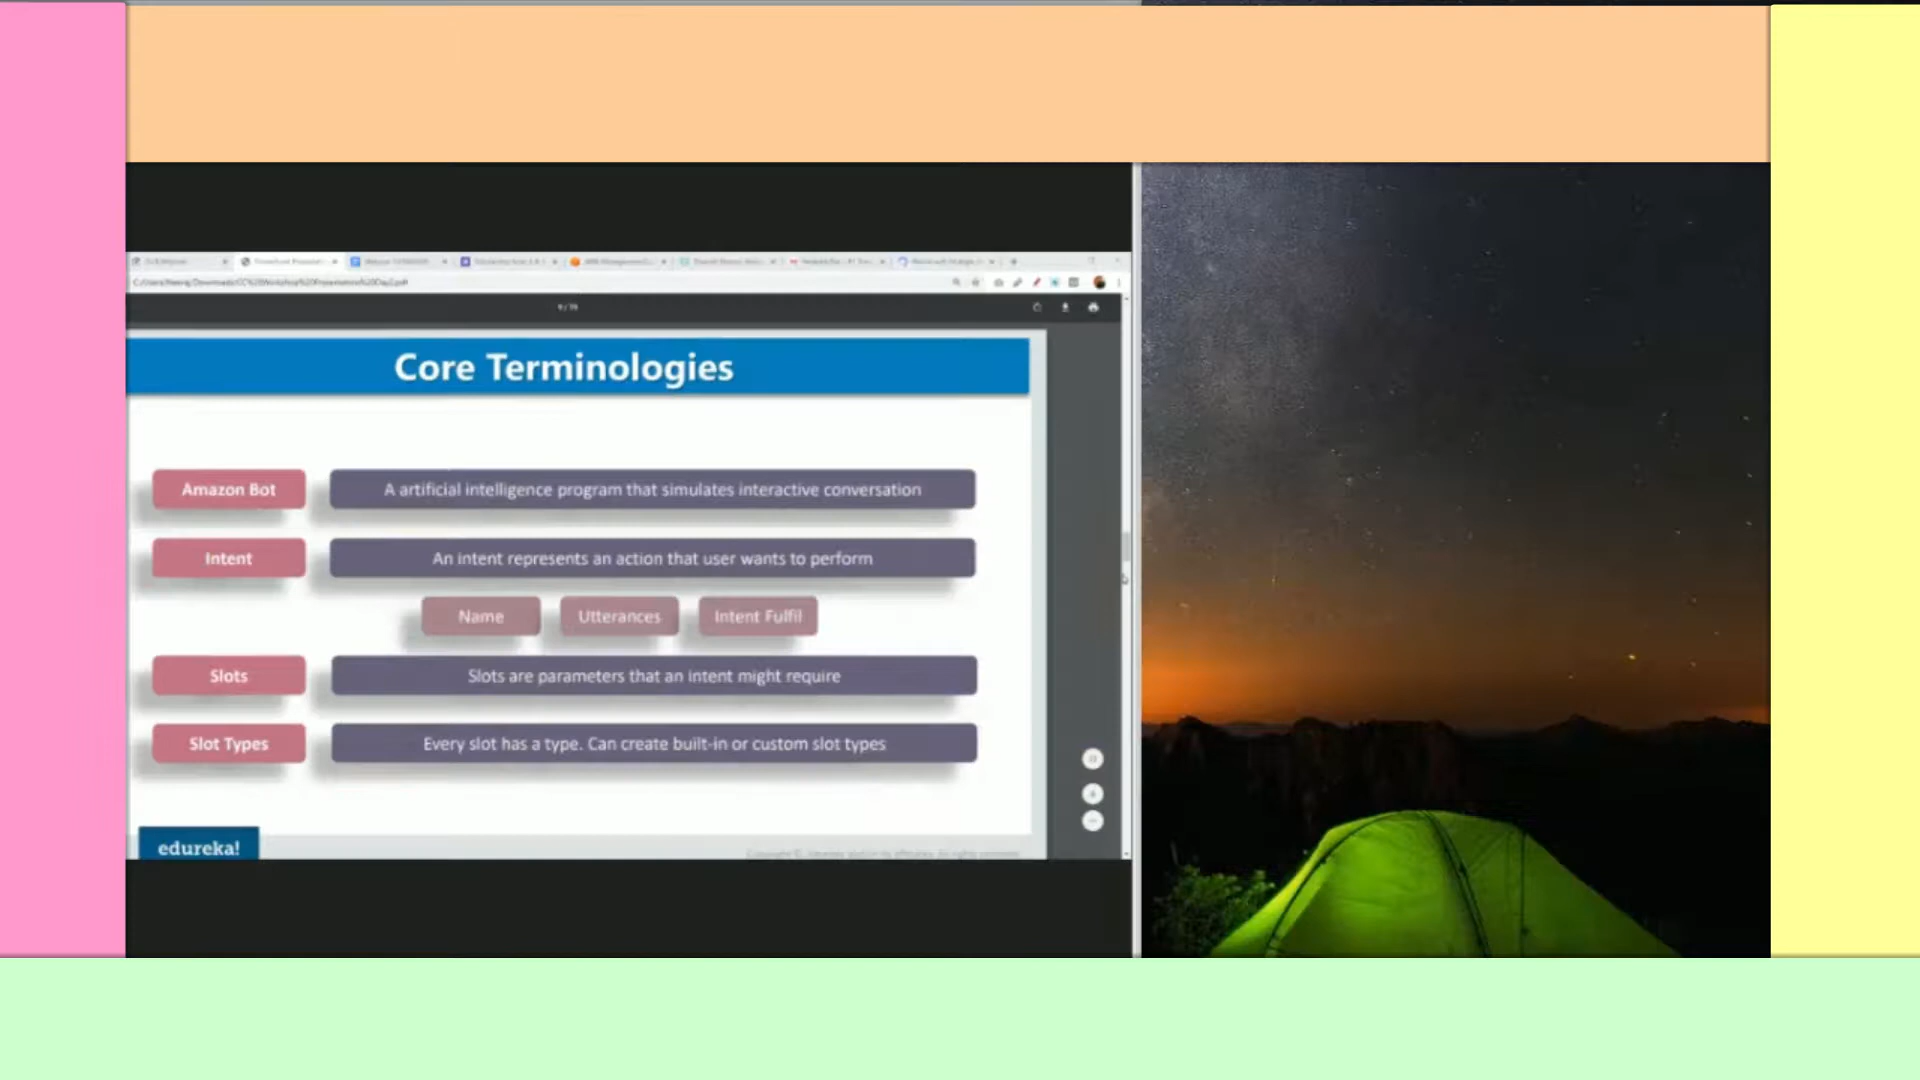 Core Terminologies
Amazon Bot
A artificial intelligence program that simulates interactive conversation
Intent
An intent represents an action that user wants to perform
Name
Utterances
Intent Fulfil
Slots
Slots are parameters that an intent might require
Slot Types
Every slot has a type. Can create built-in or custom slot types
edureka!